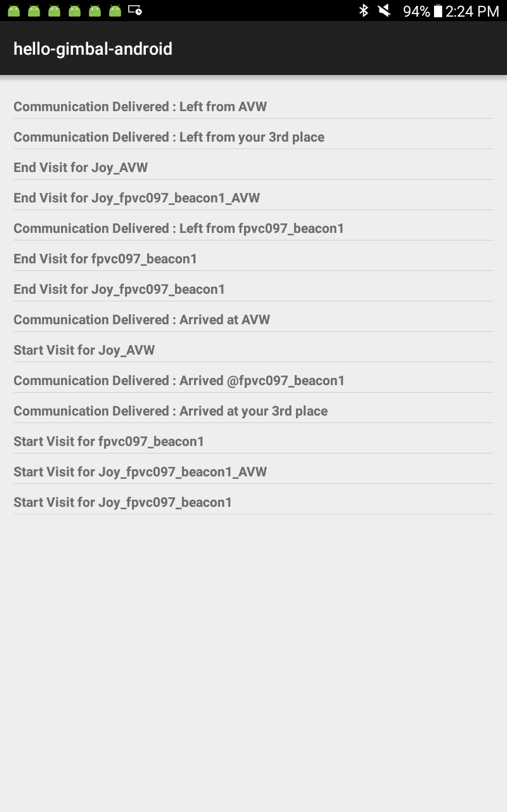 94% 2:24 PM
hello-gimbal-android
Communication Delivered : Left from AVW
Communication Delivered : Left from your 3rd place
End Visit for Joy_AVW
End Visit for Joy_fpvc097_beacon1_AVW
Communication Delivered : Left from fpvc097_beacon1
End Visit for fpvc097_beacon1
End Visit for Joy_fpvc097_beacon1
Communication Delivered : Arrived at AVW
Start Visit for Joy_AVW
Communication Delivered : Arrived @fpvc097_beacon1
Communication Delivered : Arrived at your 3rd place
Start Visit for fpvc097_beacon1
Start Visit for Joy_fpvc097_beacon1_AVW
Start Visit for Joy_fpvc097_beacon1